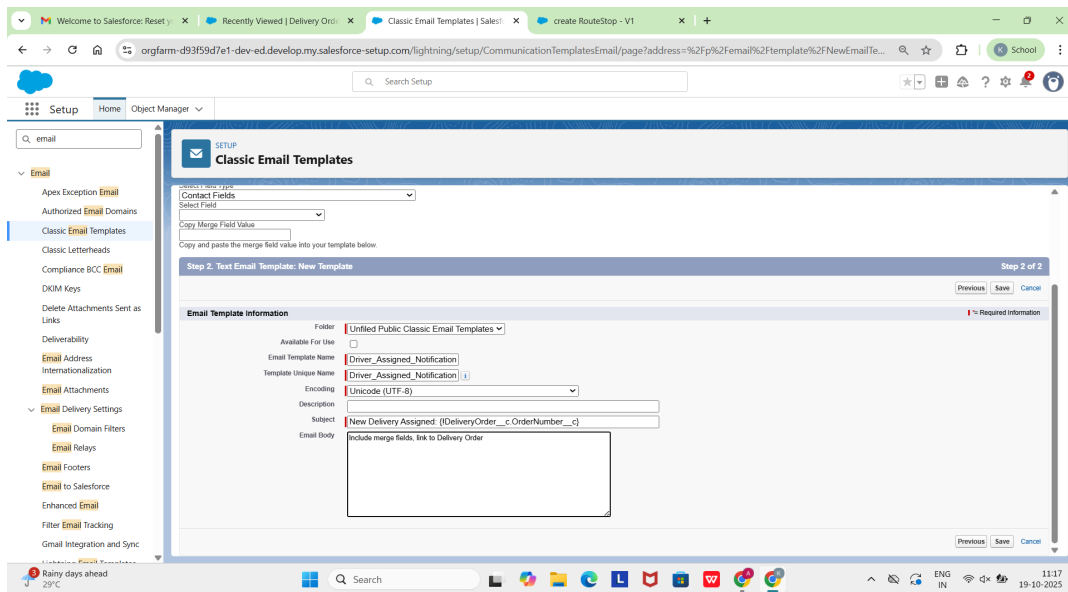 Welcome to Salesforce: Reset y
Recently Viewed | Delivery Orde
Classic Email Templates | Salesf
create RouteStop - V1
orgfarm-d93f59d7e1-dev-ed.develop.my.salesforce-setup.com/lightning/setup/CommunicationTemplatesEmail/page?address=%2Fp%2Femail%2Ftemplate%2FNewEmailTe...
K School
Search Setup
2
Setup
Home
Object Manager
email
SETUP
Classic Email Templates
Email
Apex Exception Email
Authorized Email Domains
Classic Email Templates
Classic Letterheads
Compliance BCC Email
DKIM Keys
Delete Attachments Sent as
Links
Deliverability
Email Address
Internationalization
Email Attachments
Email Delivery Settings
Email Domain Filters
Email Relays
Email Footers
Email to Salesforce
Enhanced Email
Filter Email Tracking
Gmail Integration and Sync
Lightning Email Templates
Select Field Type
Contact Fields
Select Field
Copy Merge Field Value
Copy and paste the merge field value into your template below.
Step 2. Text Email Template: New Template Step 2 of 2
Previous Save Cancel
Email Template Information = Required Information
Folder Unfiled Public Classic Email Templates
Available For Use
Email Template Name Driver_Assigned_Notification
Template Unique Name Driver_Assigned_Notification i
Encoding Unicode (UTF-8)
Description
Subject New Delivery Assigned: {!DeliveryOrder__c.OrderNumber__c}
Email Body Include merge fields, link to Delivery Order
Previous Save Cancel
3
Rainy days ahead
29°C
Search
L
W
A
K
ENG
IN
11:17
19-10-2025